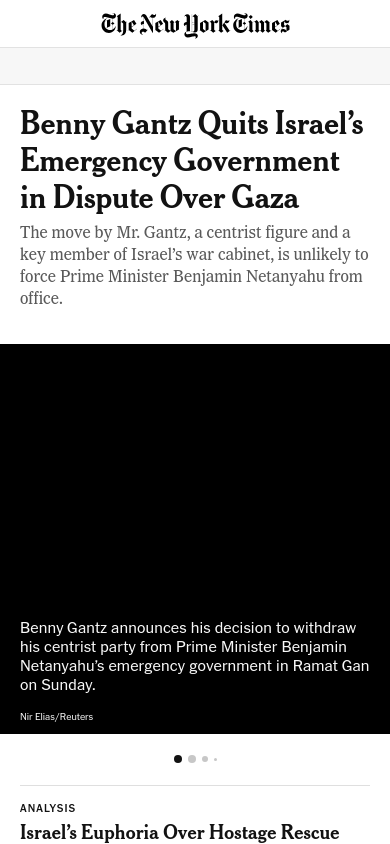 The New York Times
Benny Gantz Quits Israel’s
Emergency Government
in Dispute Over Gaza
The move by Mr. Gantz, a centrist figure and a
key member of Israel’s war cabinet, is unlikely to
force Prime Minister Benjamin Netanyahu from
office.
Benny Gantz announces his decision to withdraw
his centrist party from Prime Minister Benjamin
Netanyahu’s emergency government in Ramat Gan
on Sunday.
Nir Elias/Reuters
ANALYSIS
Israel’s Euphoria Over Hostage Rescue